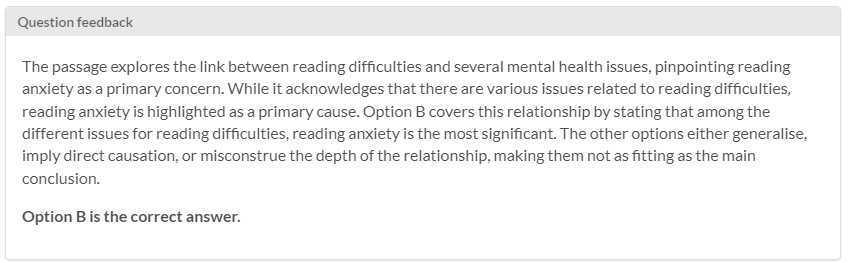 Question feedback
The passage explores the link between reading difficulties and several mental health issues, pinpointing reading
anxiety as a primary concern. While it acknowledges that there are various issues related to reading difficulties,
reading anxiety is highlighted as a primary cause. Option B covers this relationship by stating that among the
different issues for reading difficulties, reading anxiety is the most significant. The other options either generalise,
imply direct causation, or misconstrue the depth of the relationship, making them not as fitting as the main
conclusion.
Option B is the correct answer.